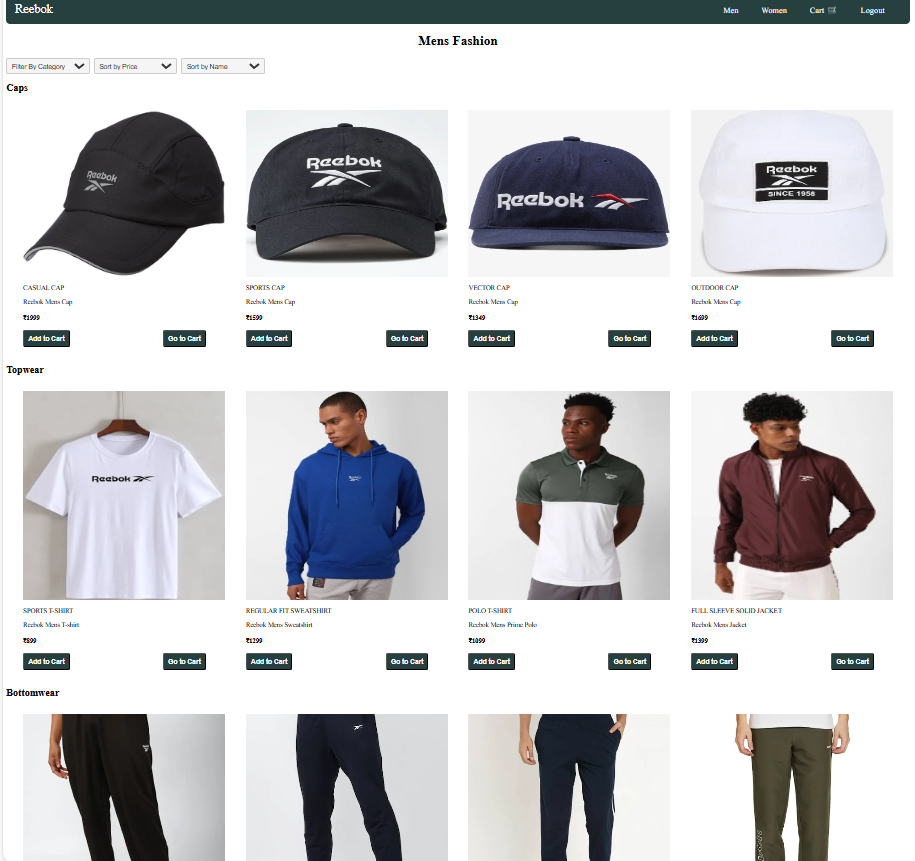 Reebok
Men Women Cart Logout
Mens Fashion
Filter By Category Sort by Price Sort by Name
Caps
Reebok
Reebok
Reebok
Reebok
SINCE 1958
CASUAL CAP SPORTS CAP VECTOR CAP OUTDOOR CAP
Reebok Mens Cap Reebok Mens Cap Reebok Mens Cap Reebok Mens Cap
₹1999 ₹1599 ₹1349 ₹1699
Add to Cart Go to Cart Add to Cart Go to Cart Add to Cart Go to Cart Add to Cart Go to Cart
Topwear
Reebok
SPORTS T-SHIRT REGULAR FIT SWEATSHIRT POLO T-SHIRT FULL SLEEVE SOLID JACKET
Reebok Mens T-shirt Reebok Mens Sweatshirt Reebok Mens Prime Polo Reebok Mens Jacket
₹899 ₹1299 ₹1099 ₹1399
Add to Cart Go to Cart Add to Cart Go to Cart Add to Cart Go to Cart Add to Cart Go to Cart
Bottomwear